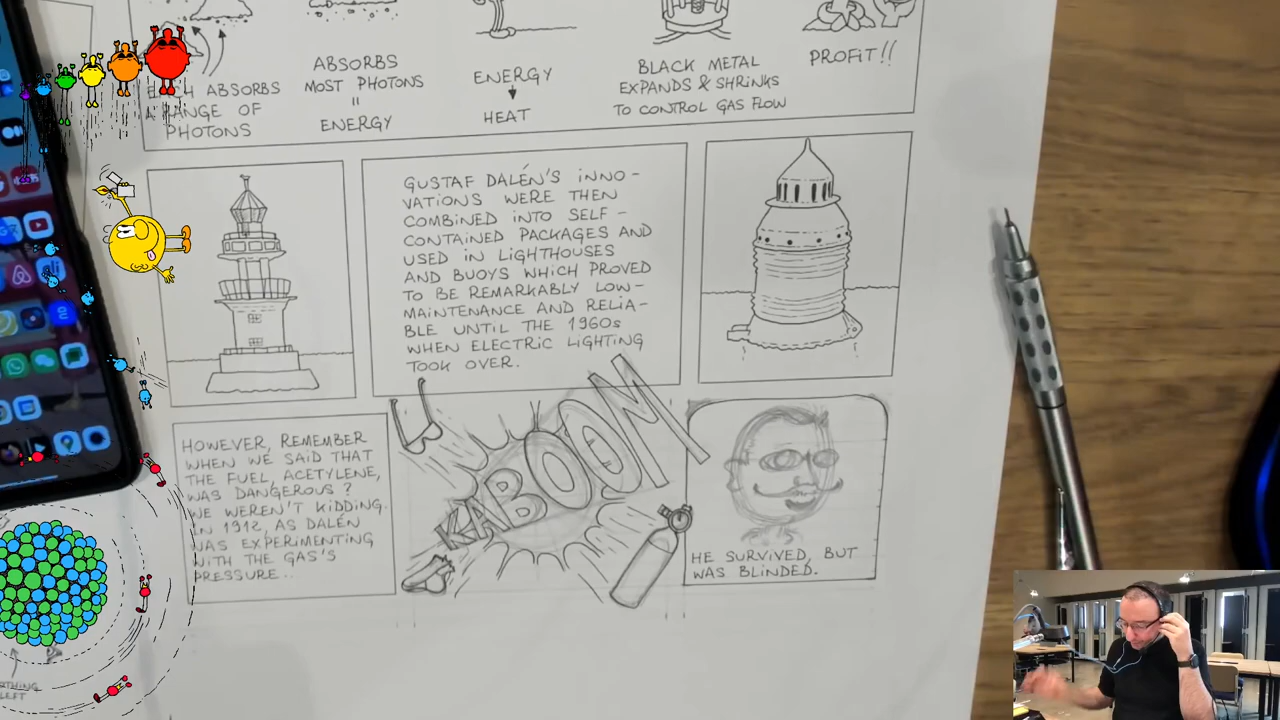 EACH ABSORBS
A RANGE OF
PHOTONS
ABSORBS
MOST PHOTONS
=
ENERGY
ENERGY
HEAT
BLACK METAL
EXPANDS & SHRINKS
TO CONTROL GAS FLOW
PROFIT!!
GUSTAF DALÉN'S INNO-
VATIONS WERE THEN
COMBINED INTO SELF-
CONTAINED PACKAGES AND
USED IN LIGHTHOUSES
AND BUOYS WHICH PROVED
TO BE REMARKABLY LOW-
MAINTENANCE AND RELIA-
BLE UNTIL THE 1960s
WHEN ELECTRIC LIGHTING
TOOK OVER.
HOWEVER, REMEMBER
WHEN WE SAID THAT
THE FUEL, ACETYLENE,
WAS DANGEROUS?
WE WEREN'T KIDDING.
IN 1912, AS DALÉN
WAS EXPERIMENTING
WITH THE GAS'S
PRESSURE...
KABOOM
HE SURVIVED, BUT
WAS BLINDED.
LEFT